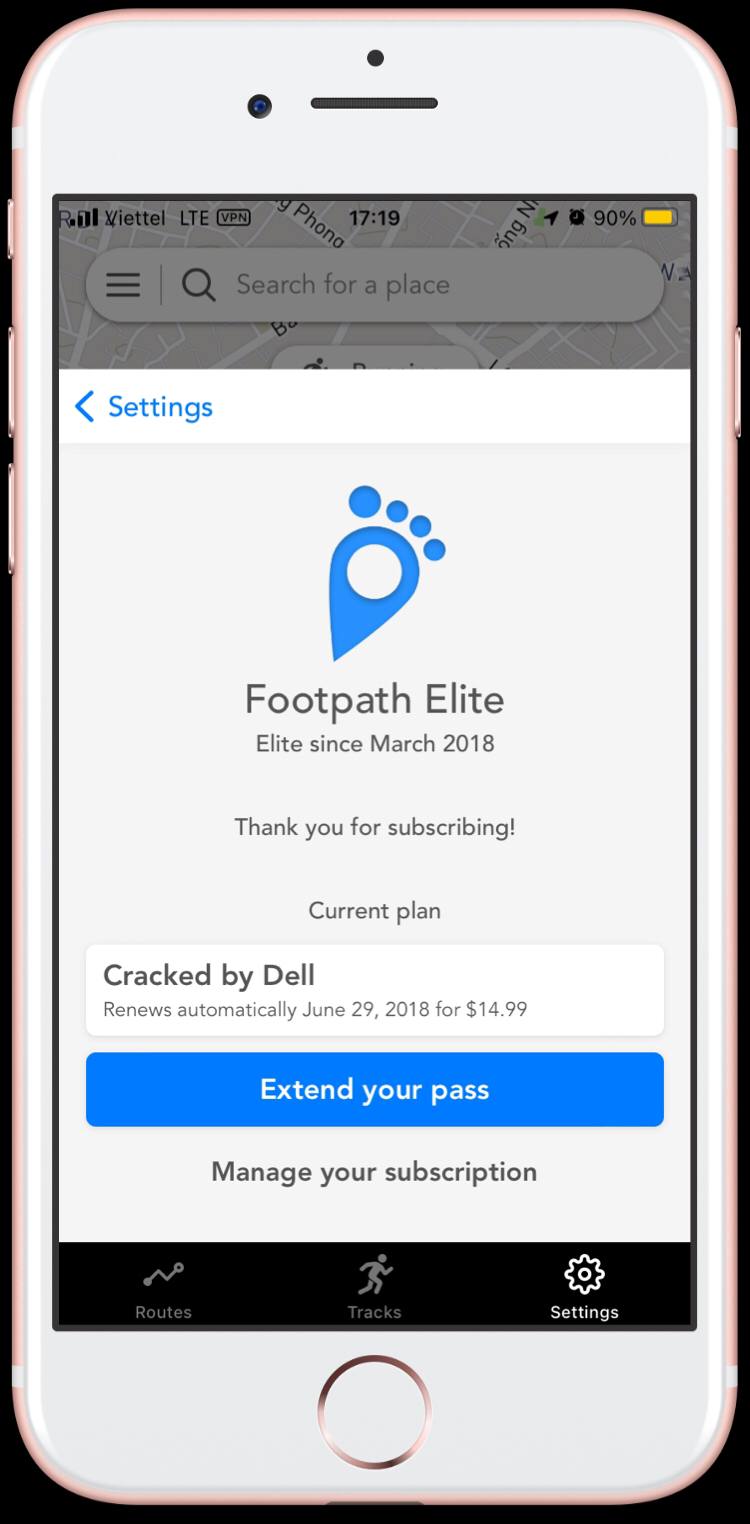 Viettel LTE VPN 17:19 90%
g Phong
ống N
Search for a place
Settings
Footpath Elite
Elite since March 2018
Thank you for subscribing!
Current plan
Cracked by Dell
Renews automatically June 29, 2018 for $14.99
Extend your pass
Manage your subscription
Routes Tracks Settings